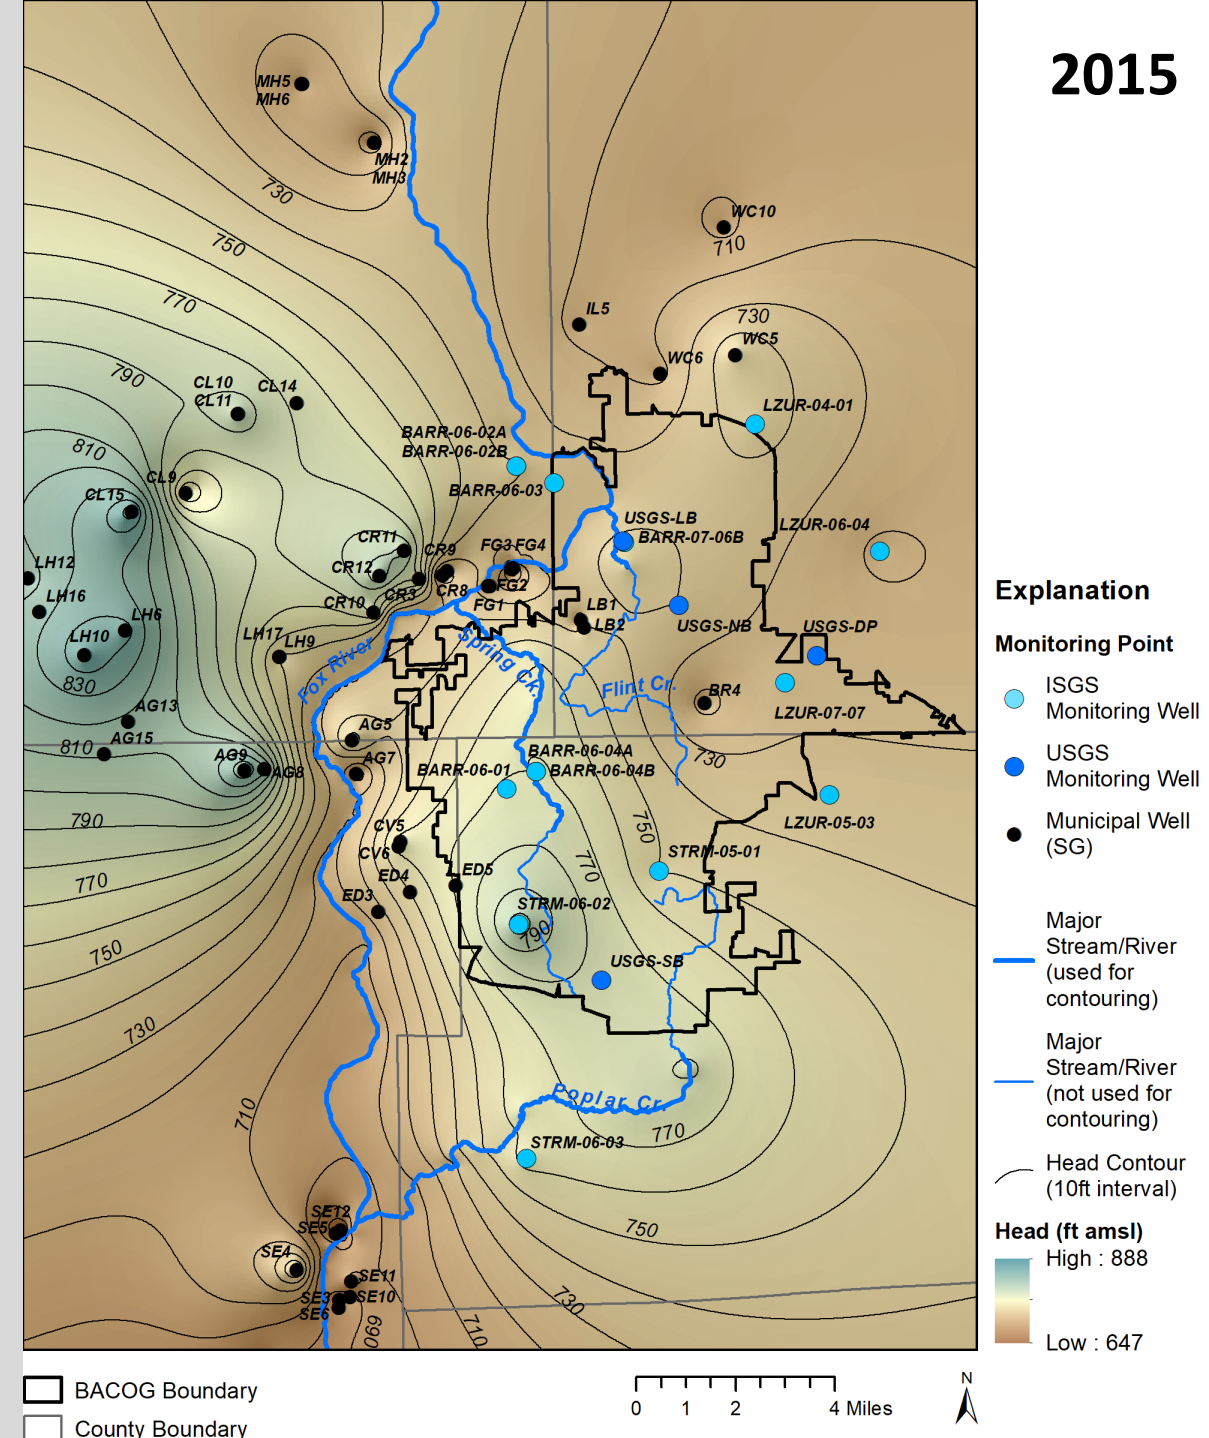 2015
MH5
MH6
MH2
MH3
730
WC10
710
750
770
IL5
730
WC5
WC6
790
CL10
CL11
CL14
LZUR-04-01
BARR-06-02A
BARR-06-02B
810
CL9
CL15
BARR-06-03
USGS-LB
BARR-07-06B
LZUR-06-04
CR11
CR9
FG3 FG4
LH12
CR12
CR3
CR8
FG2
FG1
LH16
CR10
LB1
LB2
LH6
LH10
LH17
LH9
USGS-NB
USGS-DP
Fox River
Spring Ck.
Flint Cr.
830
BR4
LZUR-07-07
AG13
AG5
810
AG15
AG9
AG8
AG7
730
BARR-06-04A
BARR-06-04B
BARR-06-01
LZUR-05-03
790
CV5
CV6
750
STRM-05-01
770
770
ED4
ED5
ED3
STRM-06-02
790
750
USGS-SB
730
710
Poplar Cr.
770
STRM-06-03
SE12
SE5
750
SE4
SE11
SE3
SE10
SE6
730
690
710
Explanation
Monitoring Point
ISGS
Monitoring Well
USGS
Monitoring Well
Municipal Well
(SG)
Major
Stream/River
(used for
contouring)
Major
Stream/River
(not used for
contouring)
Head Contour
(10ft interval)
Head (ft amsl)
High : 888
Low : 647
BACOG Boundary
County Boundary
0 1 2 4 Miles
N